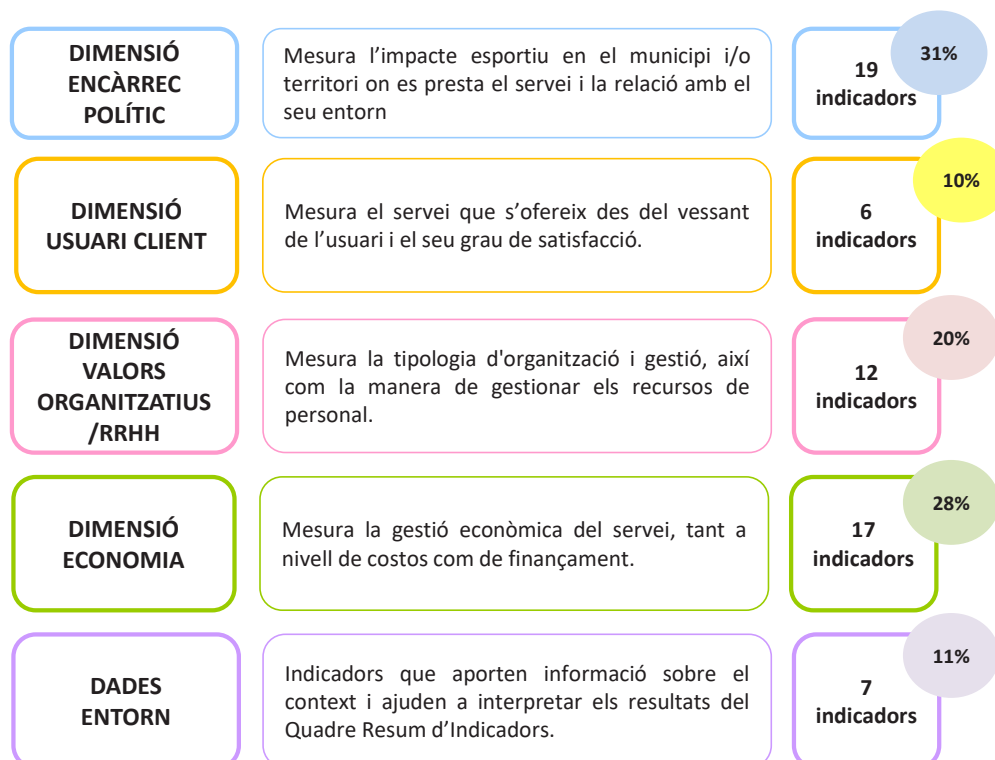 DIMENSIÓ
ENCÀRREC
POLÍTIC
Mesura l’impacte esportiu en el municipi i/o
territori on es presta el servei i la relació amb el
seu entorn
19
indicadors
31%
DIMENSIÓ
USUARI CLIENT
Mesura el servei que s’ofereix des del vessant
de l’usuari i el seu grau de satisfacció.
6
indicadors
10%
DIMENSIÓ
VALORS
ORGANITZATIUS
/RRHH
Mesura la tipologia d'organització i gestió, així
com la manera de gestionar els recursos de
personal.
12
indicadors
20%
DIMENSIÓ
ECONOMIA
Mesura la gestió econòmica del servei, tant a
nivell de costos com de finançament.
17
indicadors
28%
DADES
ENTORN
Indicadors que aporten informació sobre el
context i ajuden a interpretar els resultats del
Quadre Resum d’Indicadors.
7
indicadors
11%